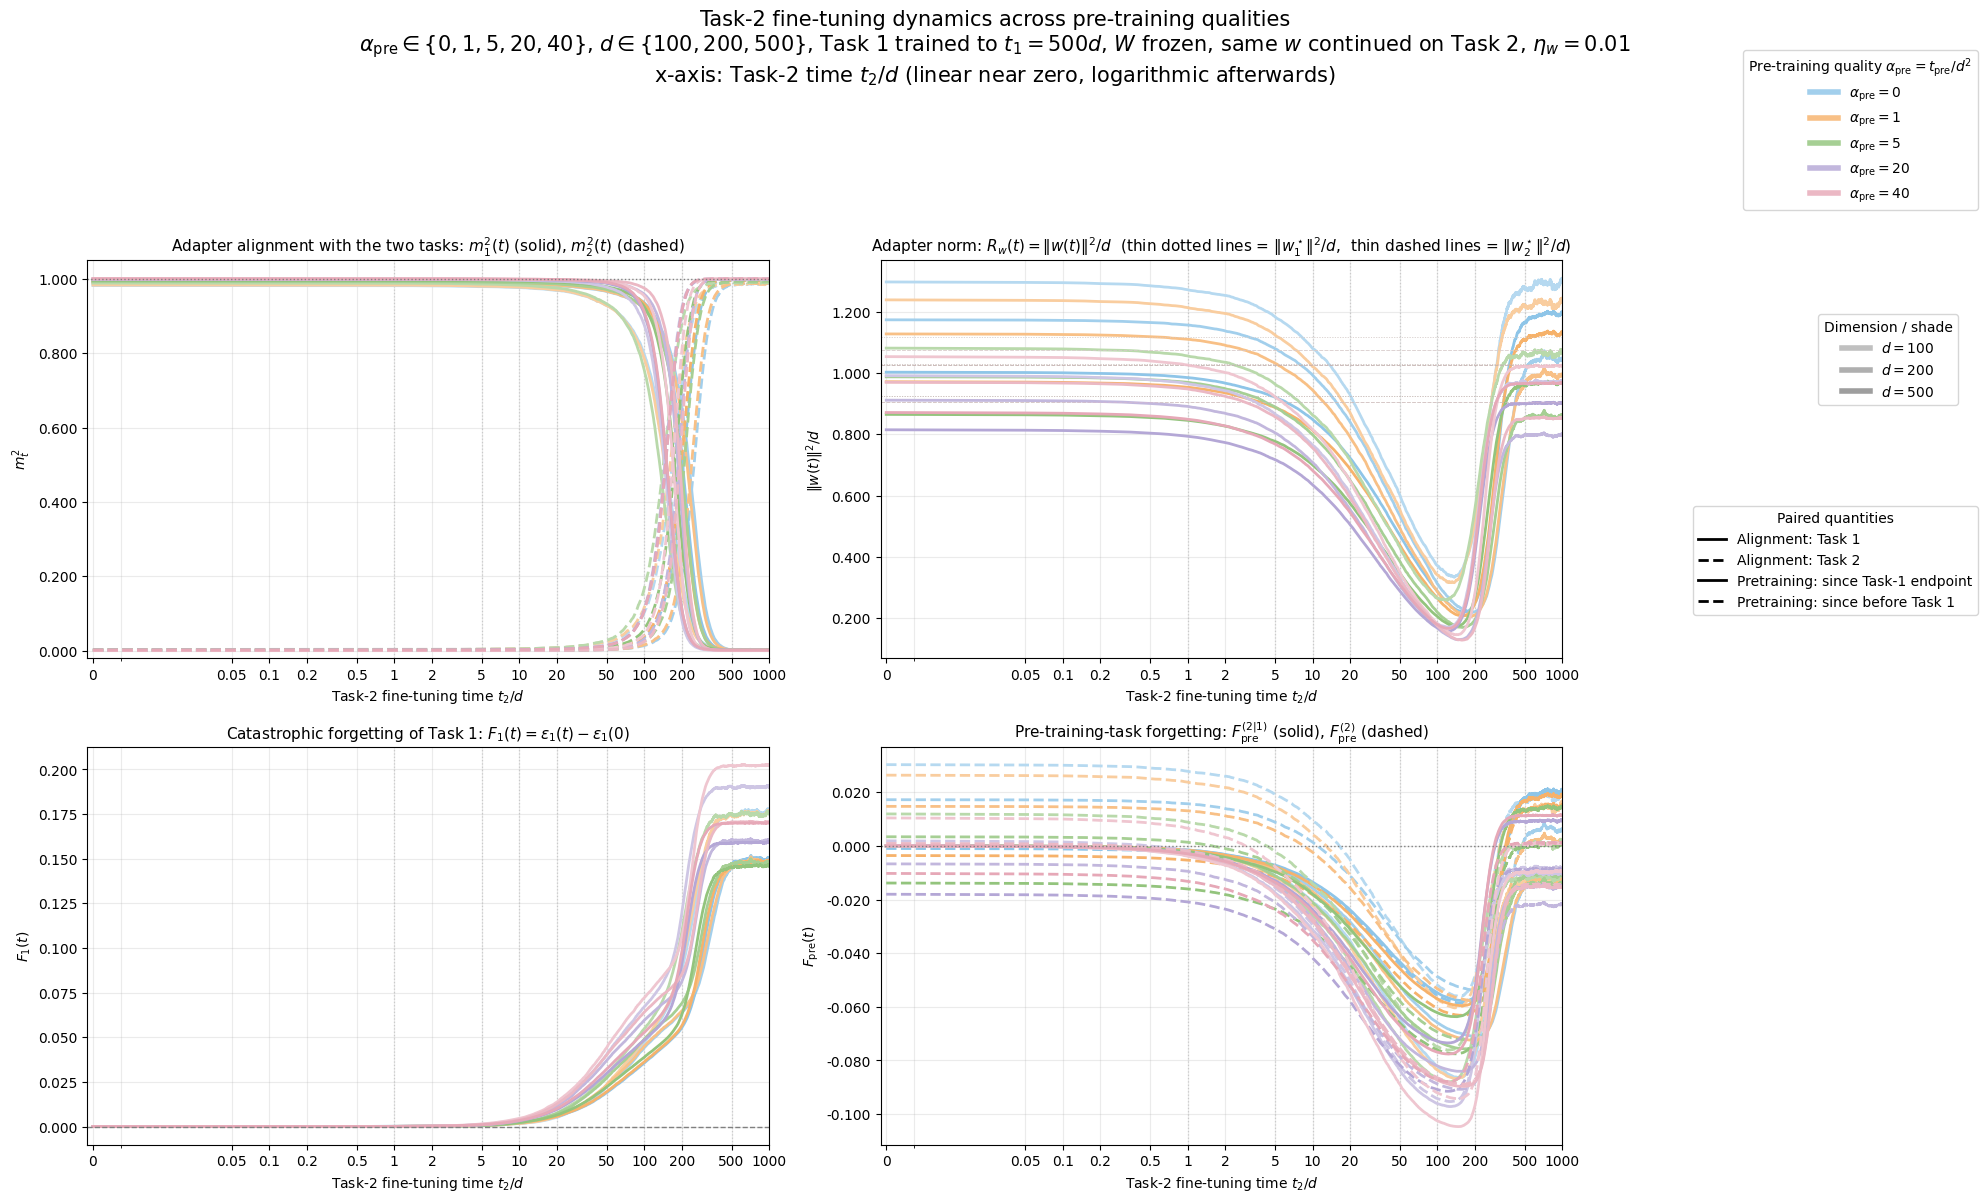 Task-2 fine-tuning dynamics across pre-training qualities
α_pre ∈ {0, 1, 5, 20, 40}, d ∈ {100, 200, 500}, Task 1 trained to t₁ = 500d, W frozen, same w continued on Task 2, η_w = 0.01
x-axis: Task-2 time t₂/d (linear near zero, logarithmic afterwards)
Pre-training quality α_pre = t_pre/d²
α_pre = 0
α_pre = 1
α_pre = 5
α_pre = 20
α_pre = 40
Adapter alignment with the two tasks: m₁²(t) (solid), m₂²(t) (dashed)
1.000
0.800
0.600
0.400
0.200
0.000
m_t²
0 0.05 0.1 0.2 0.5 1 2 5 10 20 50 100 200 500 1000
Task-2 fine-tuning time t₂/d
Adapter norm: R_w(t) = ‖w(t)‖²/d (thin dotted lines = ‖w₁*‖²/d, thin dashed lines = ‖w₂*‖²/d)
1.200
1.000
0.800
0.600
0.400
0.200
‖w(t)‖²/d
0 0.05 0.1 0.2 0.5 1 2 5 10 20 50 100 200 500 1000
Task-2 fine-tuning time t₂/d
Dimension / shade
d = 100
d = 200
d = 500
Paired quantities
Alignment: Task 1
Alignment: Task 2
Pretraining: since Task-1 endpoint
Pretraining: since before Task 1
Catastrophic forgetting of Task 1: F₁(t) = ε₁(t) − ε₁(0)
0.200
0.175
0.150
0.125
0.100
0.075
0.050
0.025
0.000
F₁(t)
0 0.05 0.1 0.2 0.5 1 2 5 10 20 50 100 200 500 1000
Task-2 fine-tuning time t₂/d
Pre-training-task forgetting: F_pre^(2|1) (solid), F_pre^(2) (dashed)
0.020
0.000
-0.020
-0.040
-0.060
-0.080
-0.100
F_pre(t)
0 0.05 0.1 0.2 0.5 1 2 5 10 20 50 100 200 500 1000
Task-2 fine-tuning time t₂/d